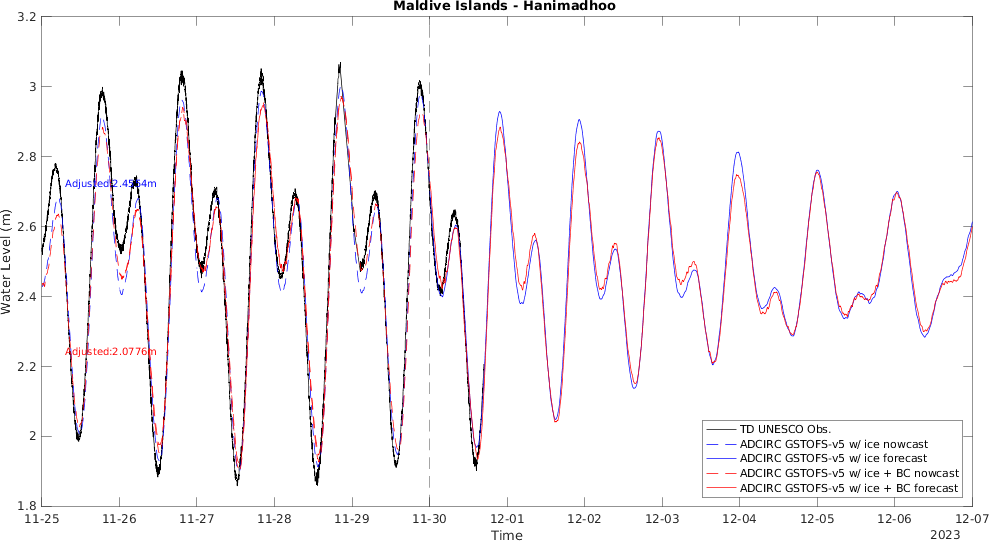 Maldive Islands - Hanimadhoo
3.2
3
2.8
2.6
2.4
2.2
2
1.8
Water Level (m)
Adjusted:2.4564m
Adjusted:2.0776m
TD UNESCO Obs.
ADCIRC GSTOFS-v5 w/ ice nowcast
ADCIRC GSTOFS-v5 w/ ice forecast
ADCIRC GSTOFS-v5 w/ ice + BC nowcast
ADCIRC GSTOFS-v5 w/ ice + BC forecast
11-25 11-26 11-27 11-28 11-29 11-30 12-01 12-02 12-03 12-04 12-05 12-06 12-07
Time
2023